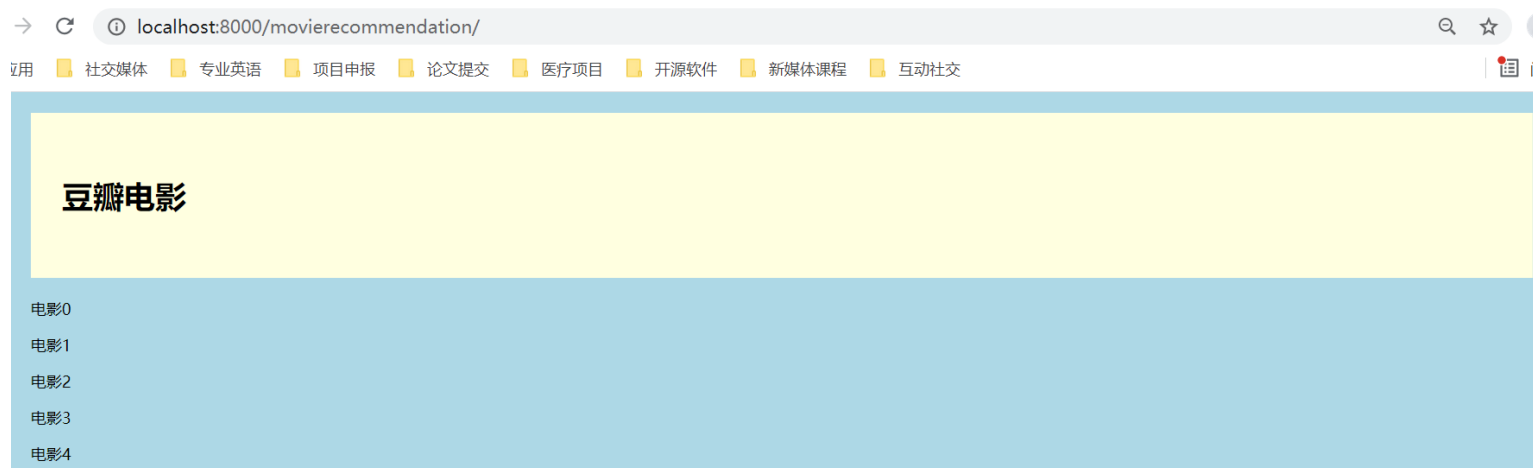 localhost:8000/movierecommendation/
应用 社交媒体 专业英语 项目申报 论文提交 医疗项目 开源软件 新媒体课程 互动社交
豆瓣电影
电影0
电影1
电影2
电影3
电影4